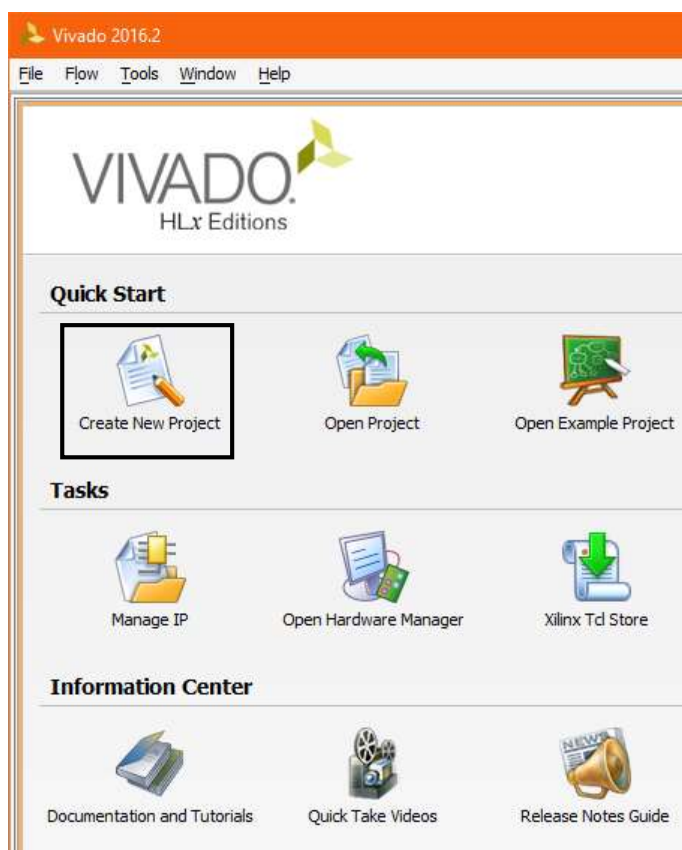 Vivado 2016.2
File Flow Tools Window Help
VIVADO.
HLx Editions
Quick Start
Create New Project Open Project Open Example Project
Tasks
Manage IP Open Hardware Manager Xilinx Tcl Store
Information Center
NEWS
Documentation and Tutorials Quick Take Videos Release Notes Guide